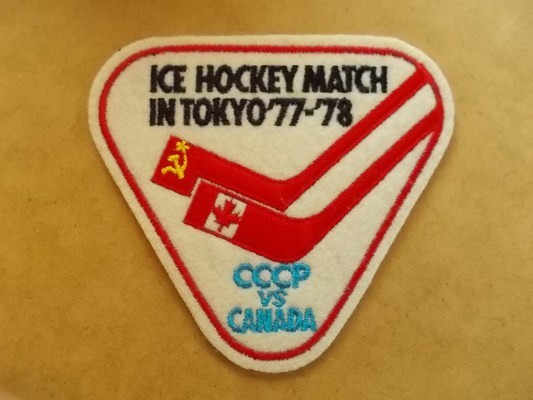 ICE HOCKEY MATCH
IN TOKYO '77-'78
CCCP
VS
CANADA